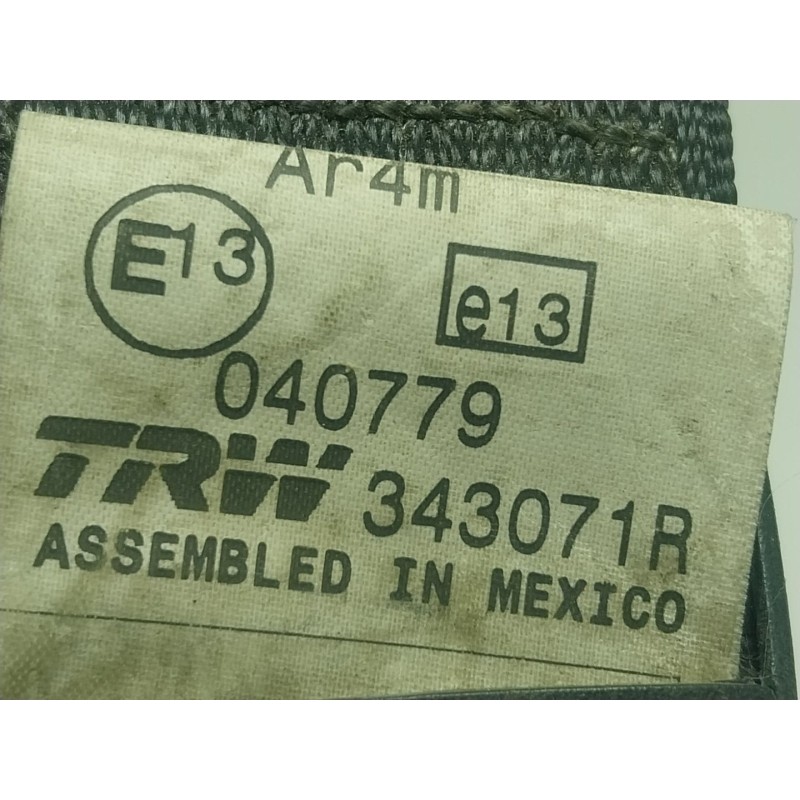 Ar4m
E13 e13
040779
TRW 343071R
ASSEMBLED IN MEXICO